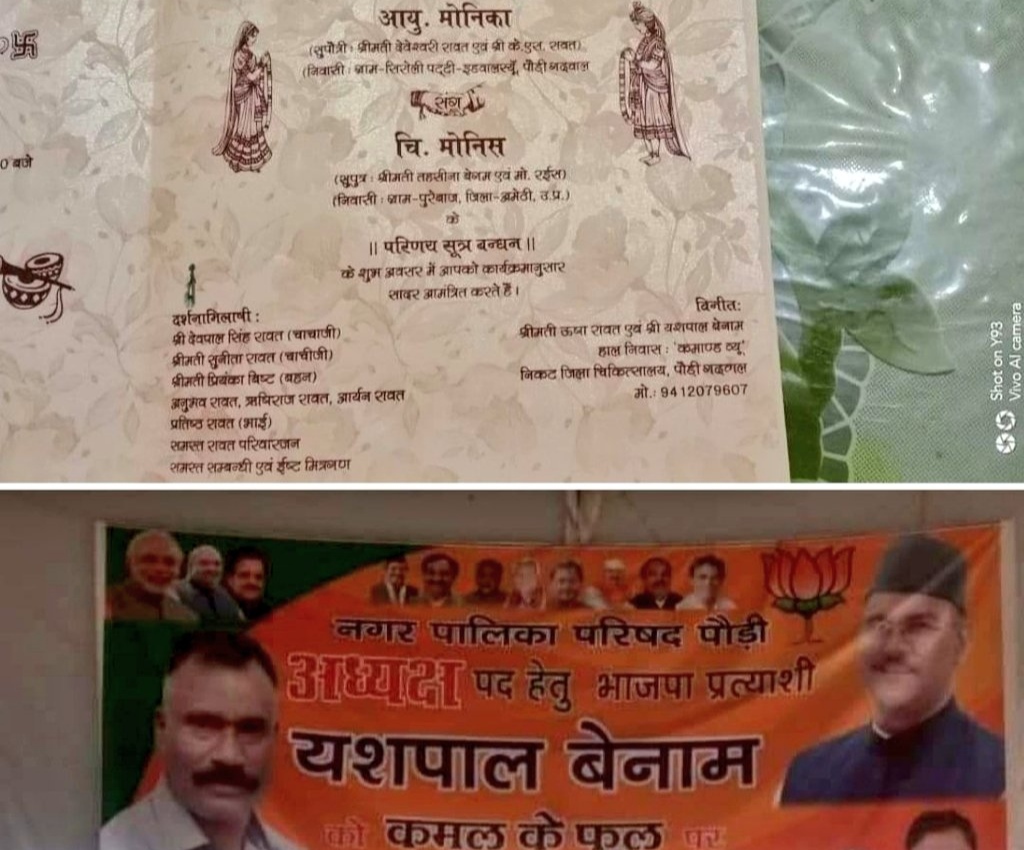 आयु. मोनिका
(सुपौत्री : श्रीमती देवेश्वरी रावत एवं श्री के.एस. रावत)
(निवासी : ग्राम-सिरोली पट्टी-इडवालस्यूँ, पौड़ी गढ़वाल
संग
चि. मोनिस
0 बजे
(सुपुत्र : श्रीमती तहसीना बेगम एवं मो. रईस)
(निवासी : ग्राम-पुरेबाज, जिला-अमेठी, उ.प्र.)
के
|| परिणय सूत्र बन्धन ||
के शुभ अवसर में आपको कार्यक्रमानुसार
सादर आमंत्रित करते हैं।
दर्शनाभिलाषी :
श्री देवपाल सिंह रावत (चाचाजी)
श्रीमती सुनीता रावत (चाचीजी)
श्रीमती प्रियंका बिष्ट (बहन)
अनुभव रावत, ऋषिराज रावत, आर्यन रावत
प्रतिष्ठ रावत (भाई)
समस्त रावत परिवारजन
समस्त सम्बन्धी एवं ईष्ट मित्रगण
विनीत:
श्रीमती ऊषा रावत एवं श्री यशपाल बेनाम
हाल निवास : 'कमाण्ड व्यू'
निकट जिला चिकित्सालय, पौड़ी गढ़वाल
मो.: 9412079607
Shot on Y93
Vivo AI camera
नगर पालिका परिषद पौड़ी
अध्यक्ष पद हेतु भाजपा प्रत्याशी
यशपाल बेनाम
को कमल के फूल पर